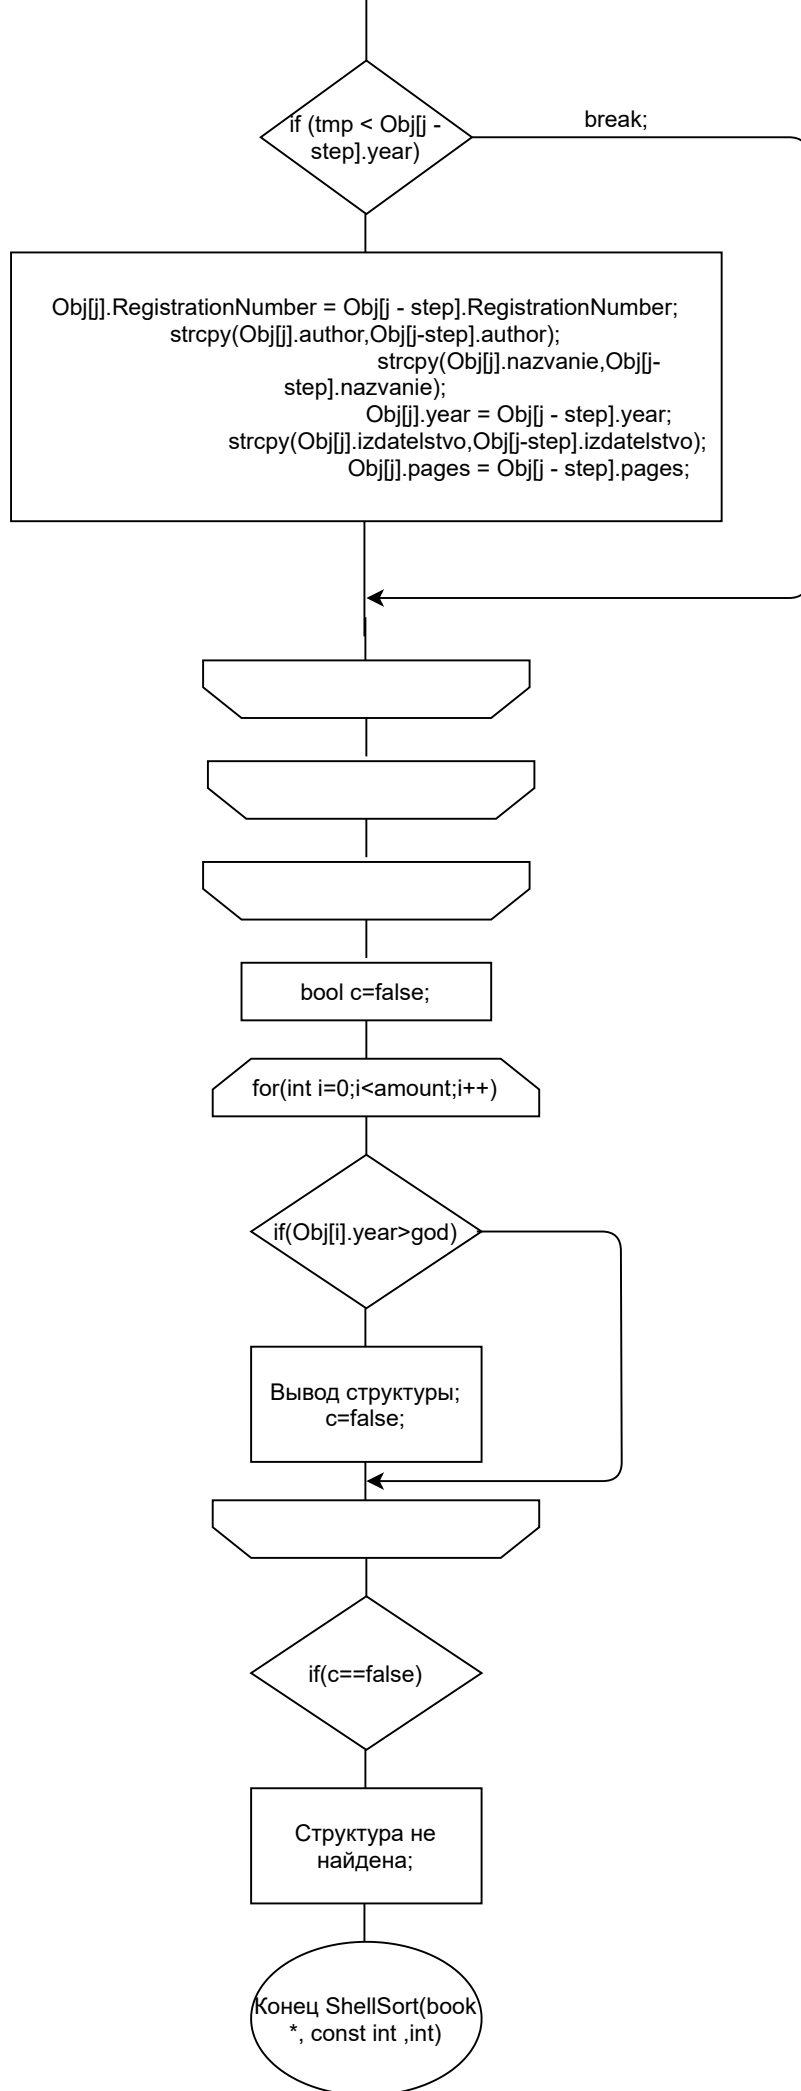 if (tmp < Obj[j -
step].year)
break;
Obj[j].RegistrationNumber = Obj[j - step].RegistrationNumber;
strcpy(Obj[j].author,Obj[j-step].author);
strcpy(Obj[j].nazvanie,Obj[j-
step].nazvanie);
Obj[j].year = Obj[j - step].year;
strcpy(Obj[j].izdatelstvo,Obj[j-step].izdatelstvo);
Obj[j].pages = Obj[j - step].pages;
bool c=false;
for(int i=0;i<amount;i++)
if(Obj[i].year>god)
Вывод структуры;
c=false;
if(c==false)
Структура не
найдена;
Конец ShellSort(book
*, const int ,int)